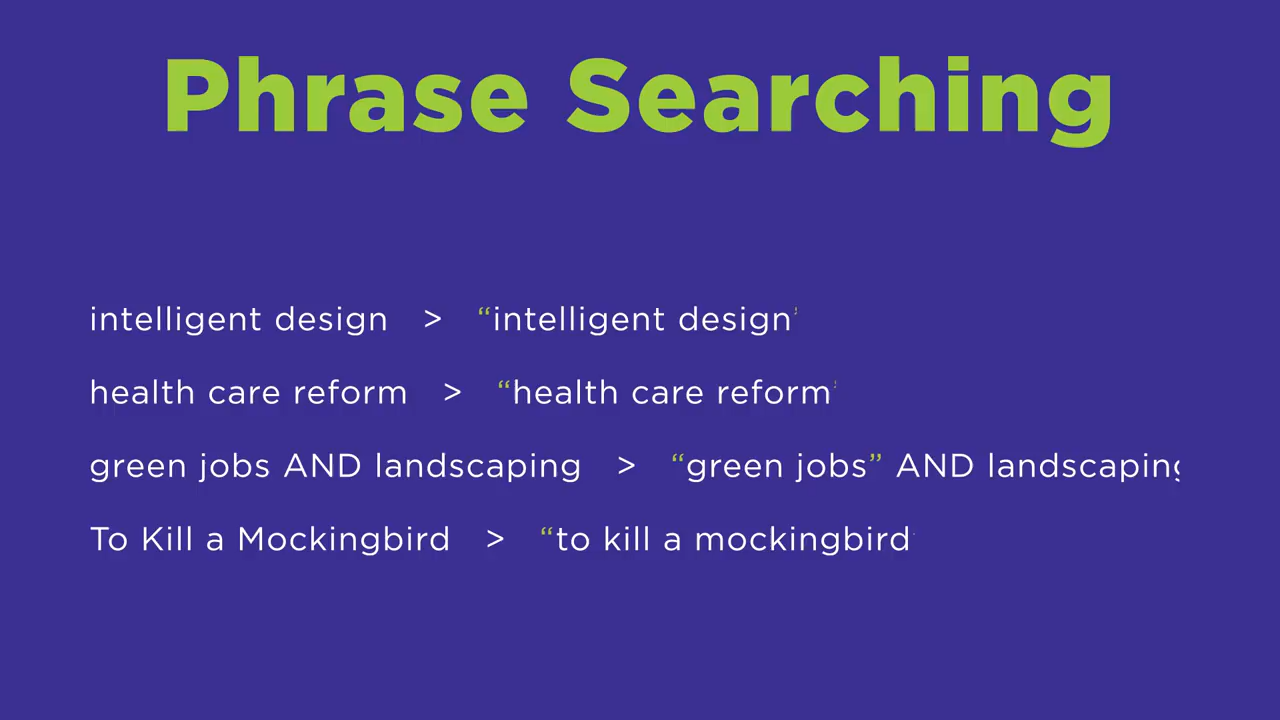 Phrase Searching
intelligent design > “intelligent design’
health care reform > “health care reform’
green jobs AND landscaping > “green jobs” AND landscaping
To Kill a Mockingbird > “to kill a mockingbird